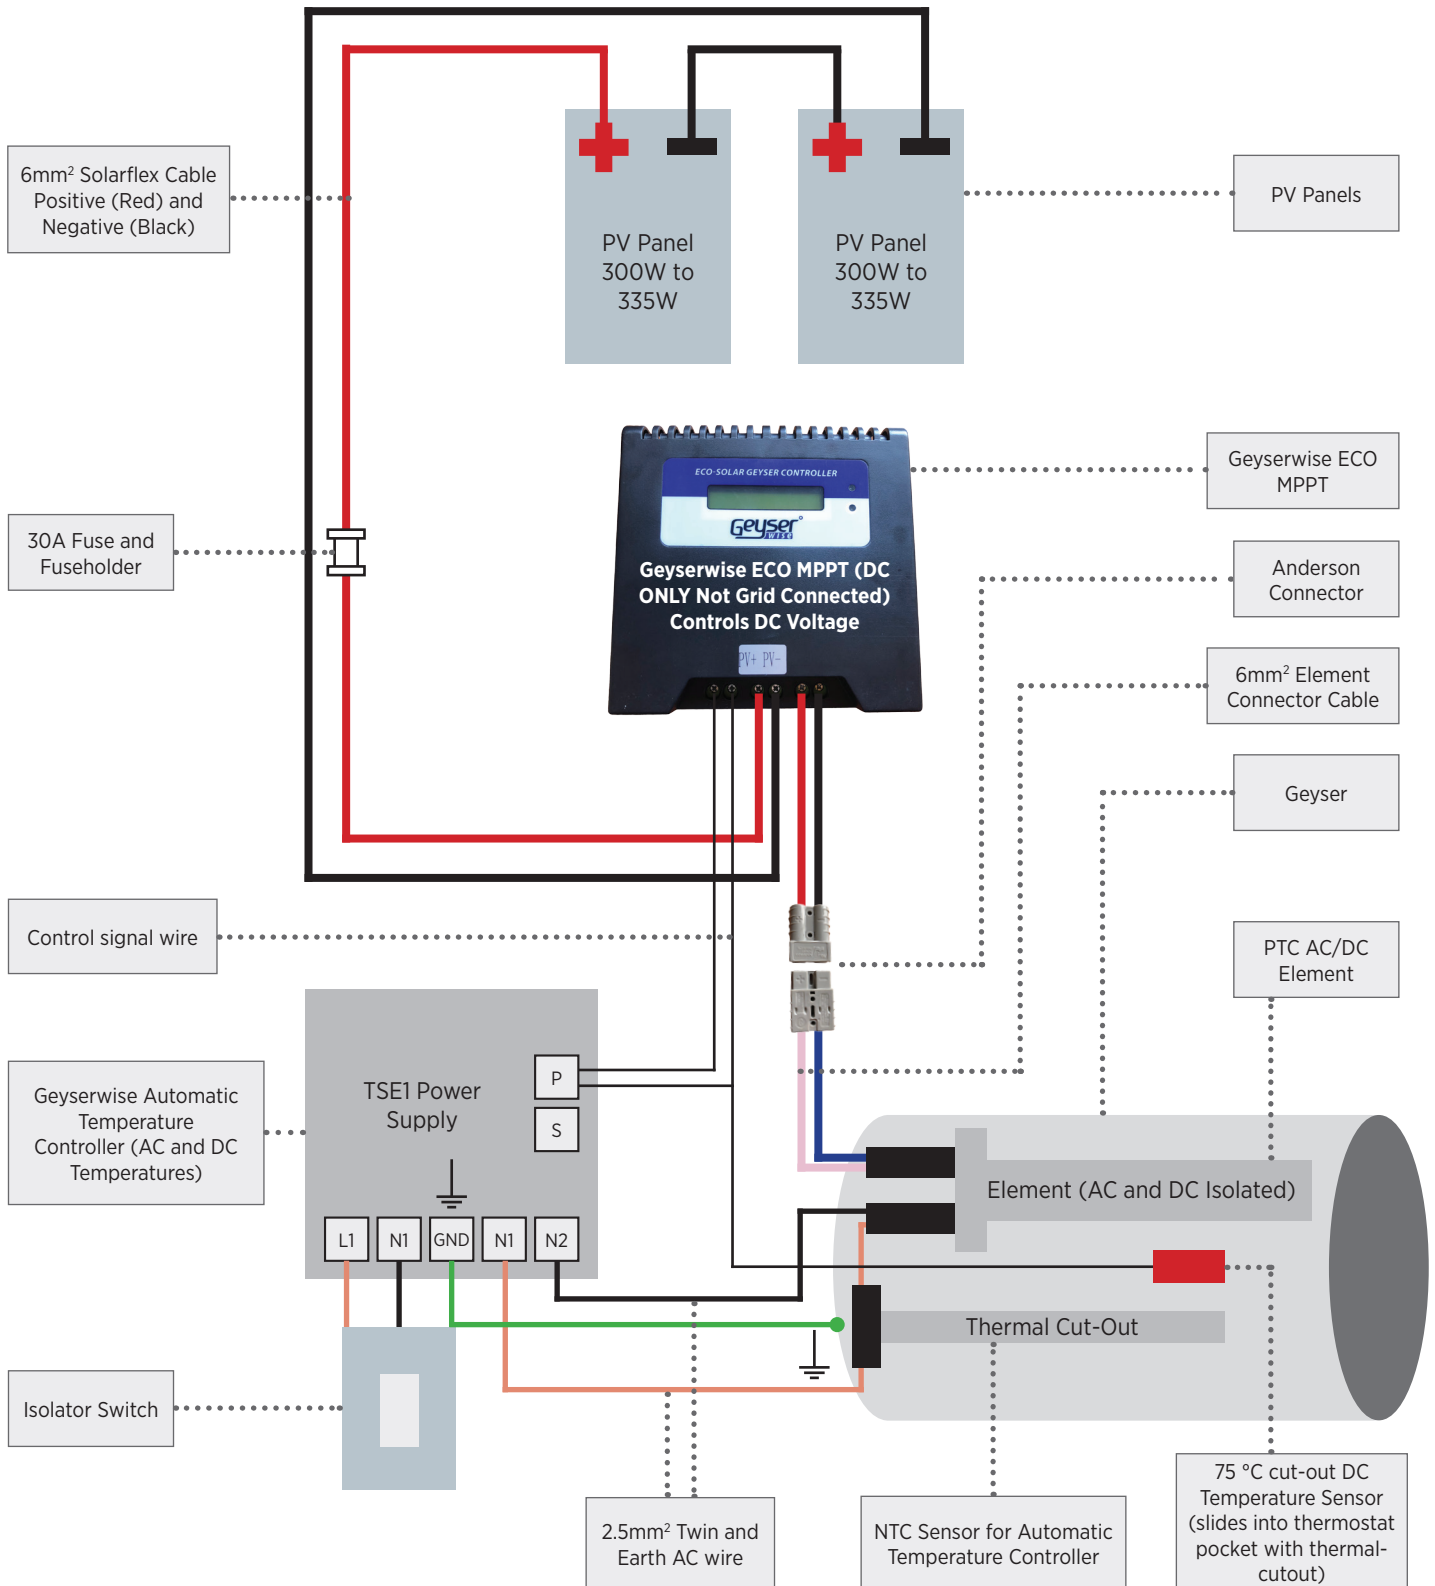 6mm² Solarflex Cable
Positive (Red) and
Negative (Black)
PV Panel
300W to
335W
PV Panel
300W to
335W
PV Panels
ECO-SOLAR GEYSER CONTROLLER
Geyser
WISE
Geyserwise ECO MPPT (DC
ONLY Not Grid Connected)
Controls DC Voltage
PV+ PV-
Geyserwise ECO
MPPT
30A Fuse and
Fuseholder
Anderson
Connector
6mm² Element
Connector Cable
Geyser
Control signal wire
PTC AC/DC
Element
Geyserwise Automatic
Temperature
Controller (AC and DC
Temperatures)
TSE1 Power
Supply
P
S
L1
N1
GND
N1
N2
Element (AC and DC Isolated)
Thermal Cut-Out
Isolator Switch
2.5mm² Twin and
Earth AC wire
NTC Sensor for Automatic
Temperature Controller
75 °C cut-out DC
Temperature Sensor
(slides into thermostat
pocket with thermal-
cutout)